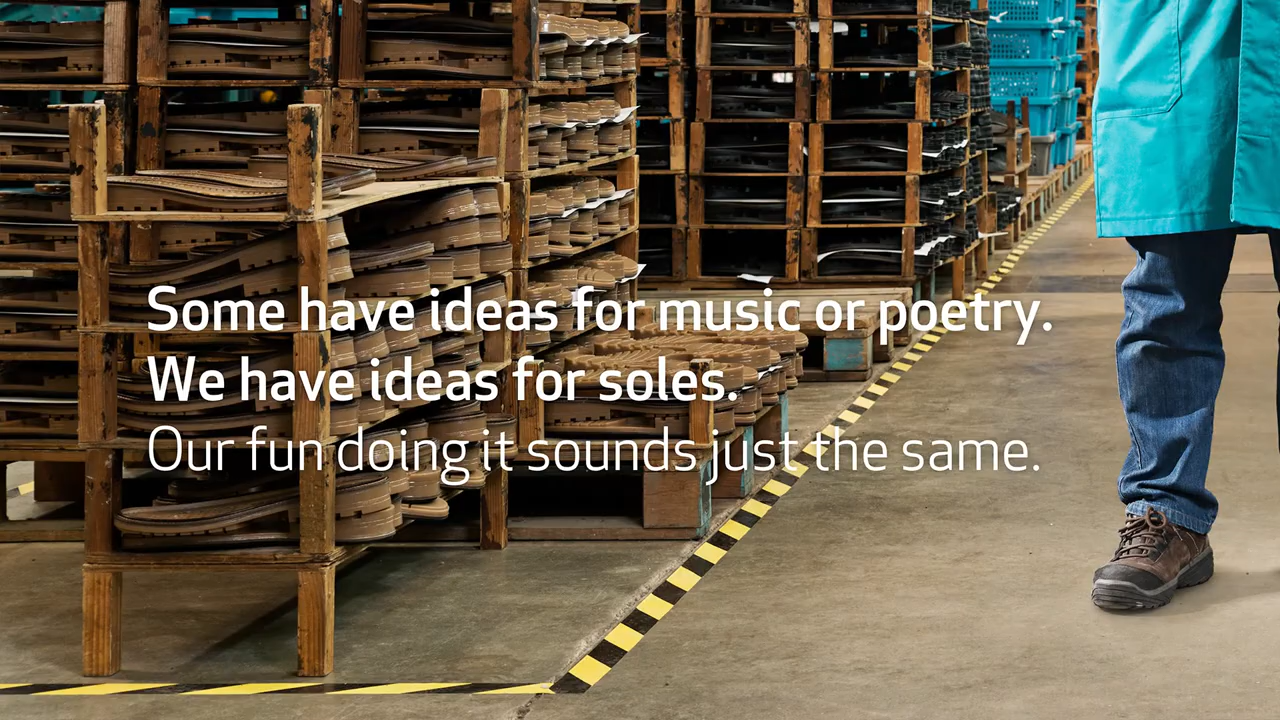 Some have ideas for music or poetry.
We have ideas for soles.
Our fun doing it sounds just the same.